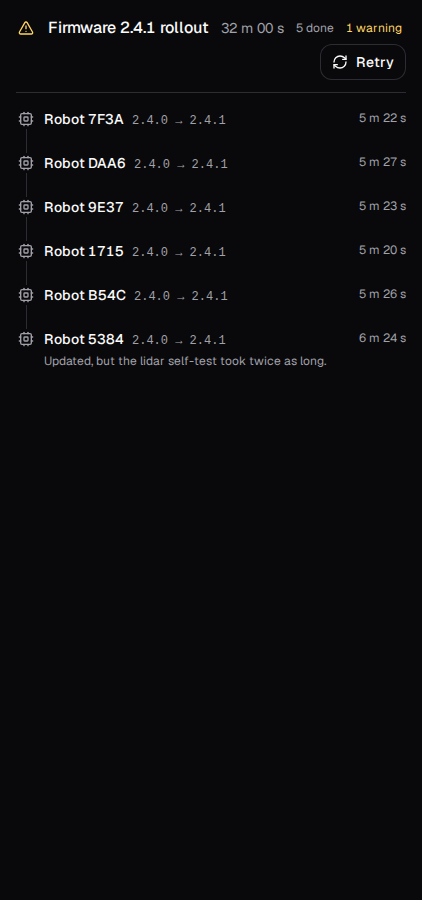 Firmware 2.4.1 rollout 32 m 00 s 5 done 1 warning
Retry
Robot 7F3A 2.4.0 → 2.4.1 5 m 22 s
Robot DAA6 2.4.0 → 2.4.1 5 m 27 s
Robot 9E37 2.4.0 → 2.4.1 5 m 23 s
Robot 1715 2.4.0 → 2.4.1 5 m 20 s
Robot B54C 2.4.0 → 2.4.1 5 m 26 s
Robot 5384 2.4.0 → 2.4.1 6 m 24 s
Updated, but the lidar self-test took twice as long.